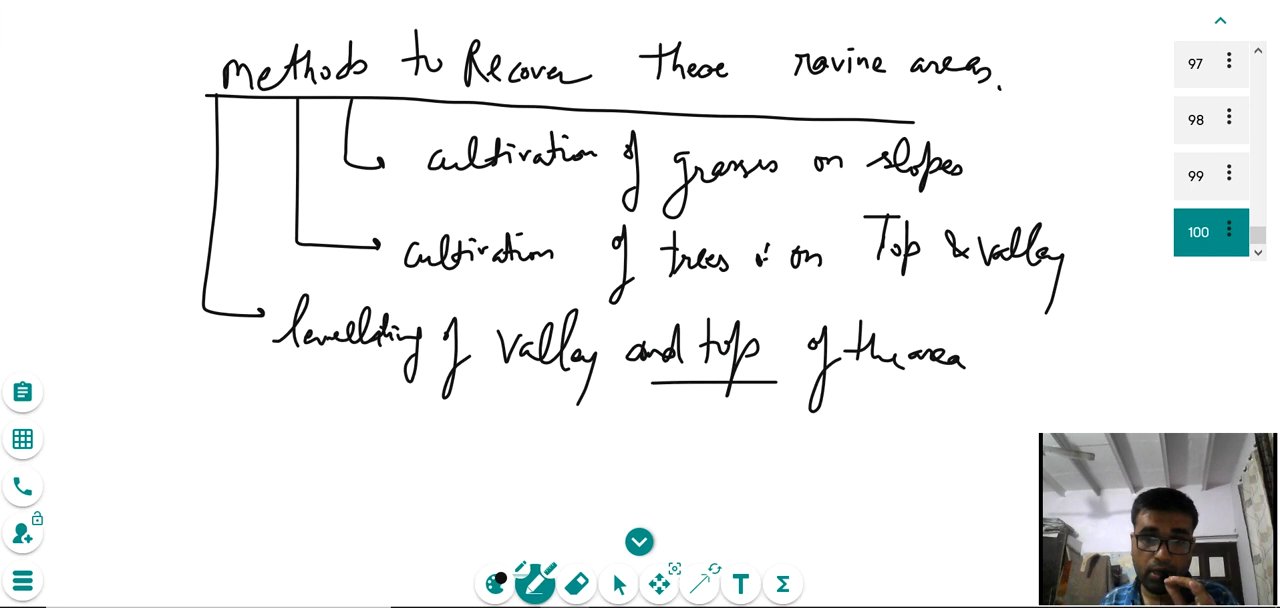 Methods to Recover these ravine areas.
cultivation of grasses on slopes
cultivation of trees on Top & valley
levelling of valley and top of the area
97
98
99
100
T
Σ